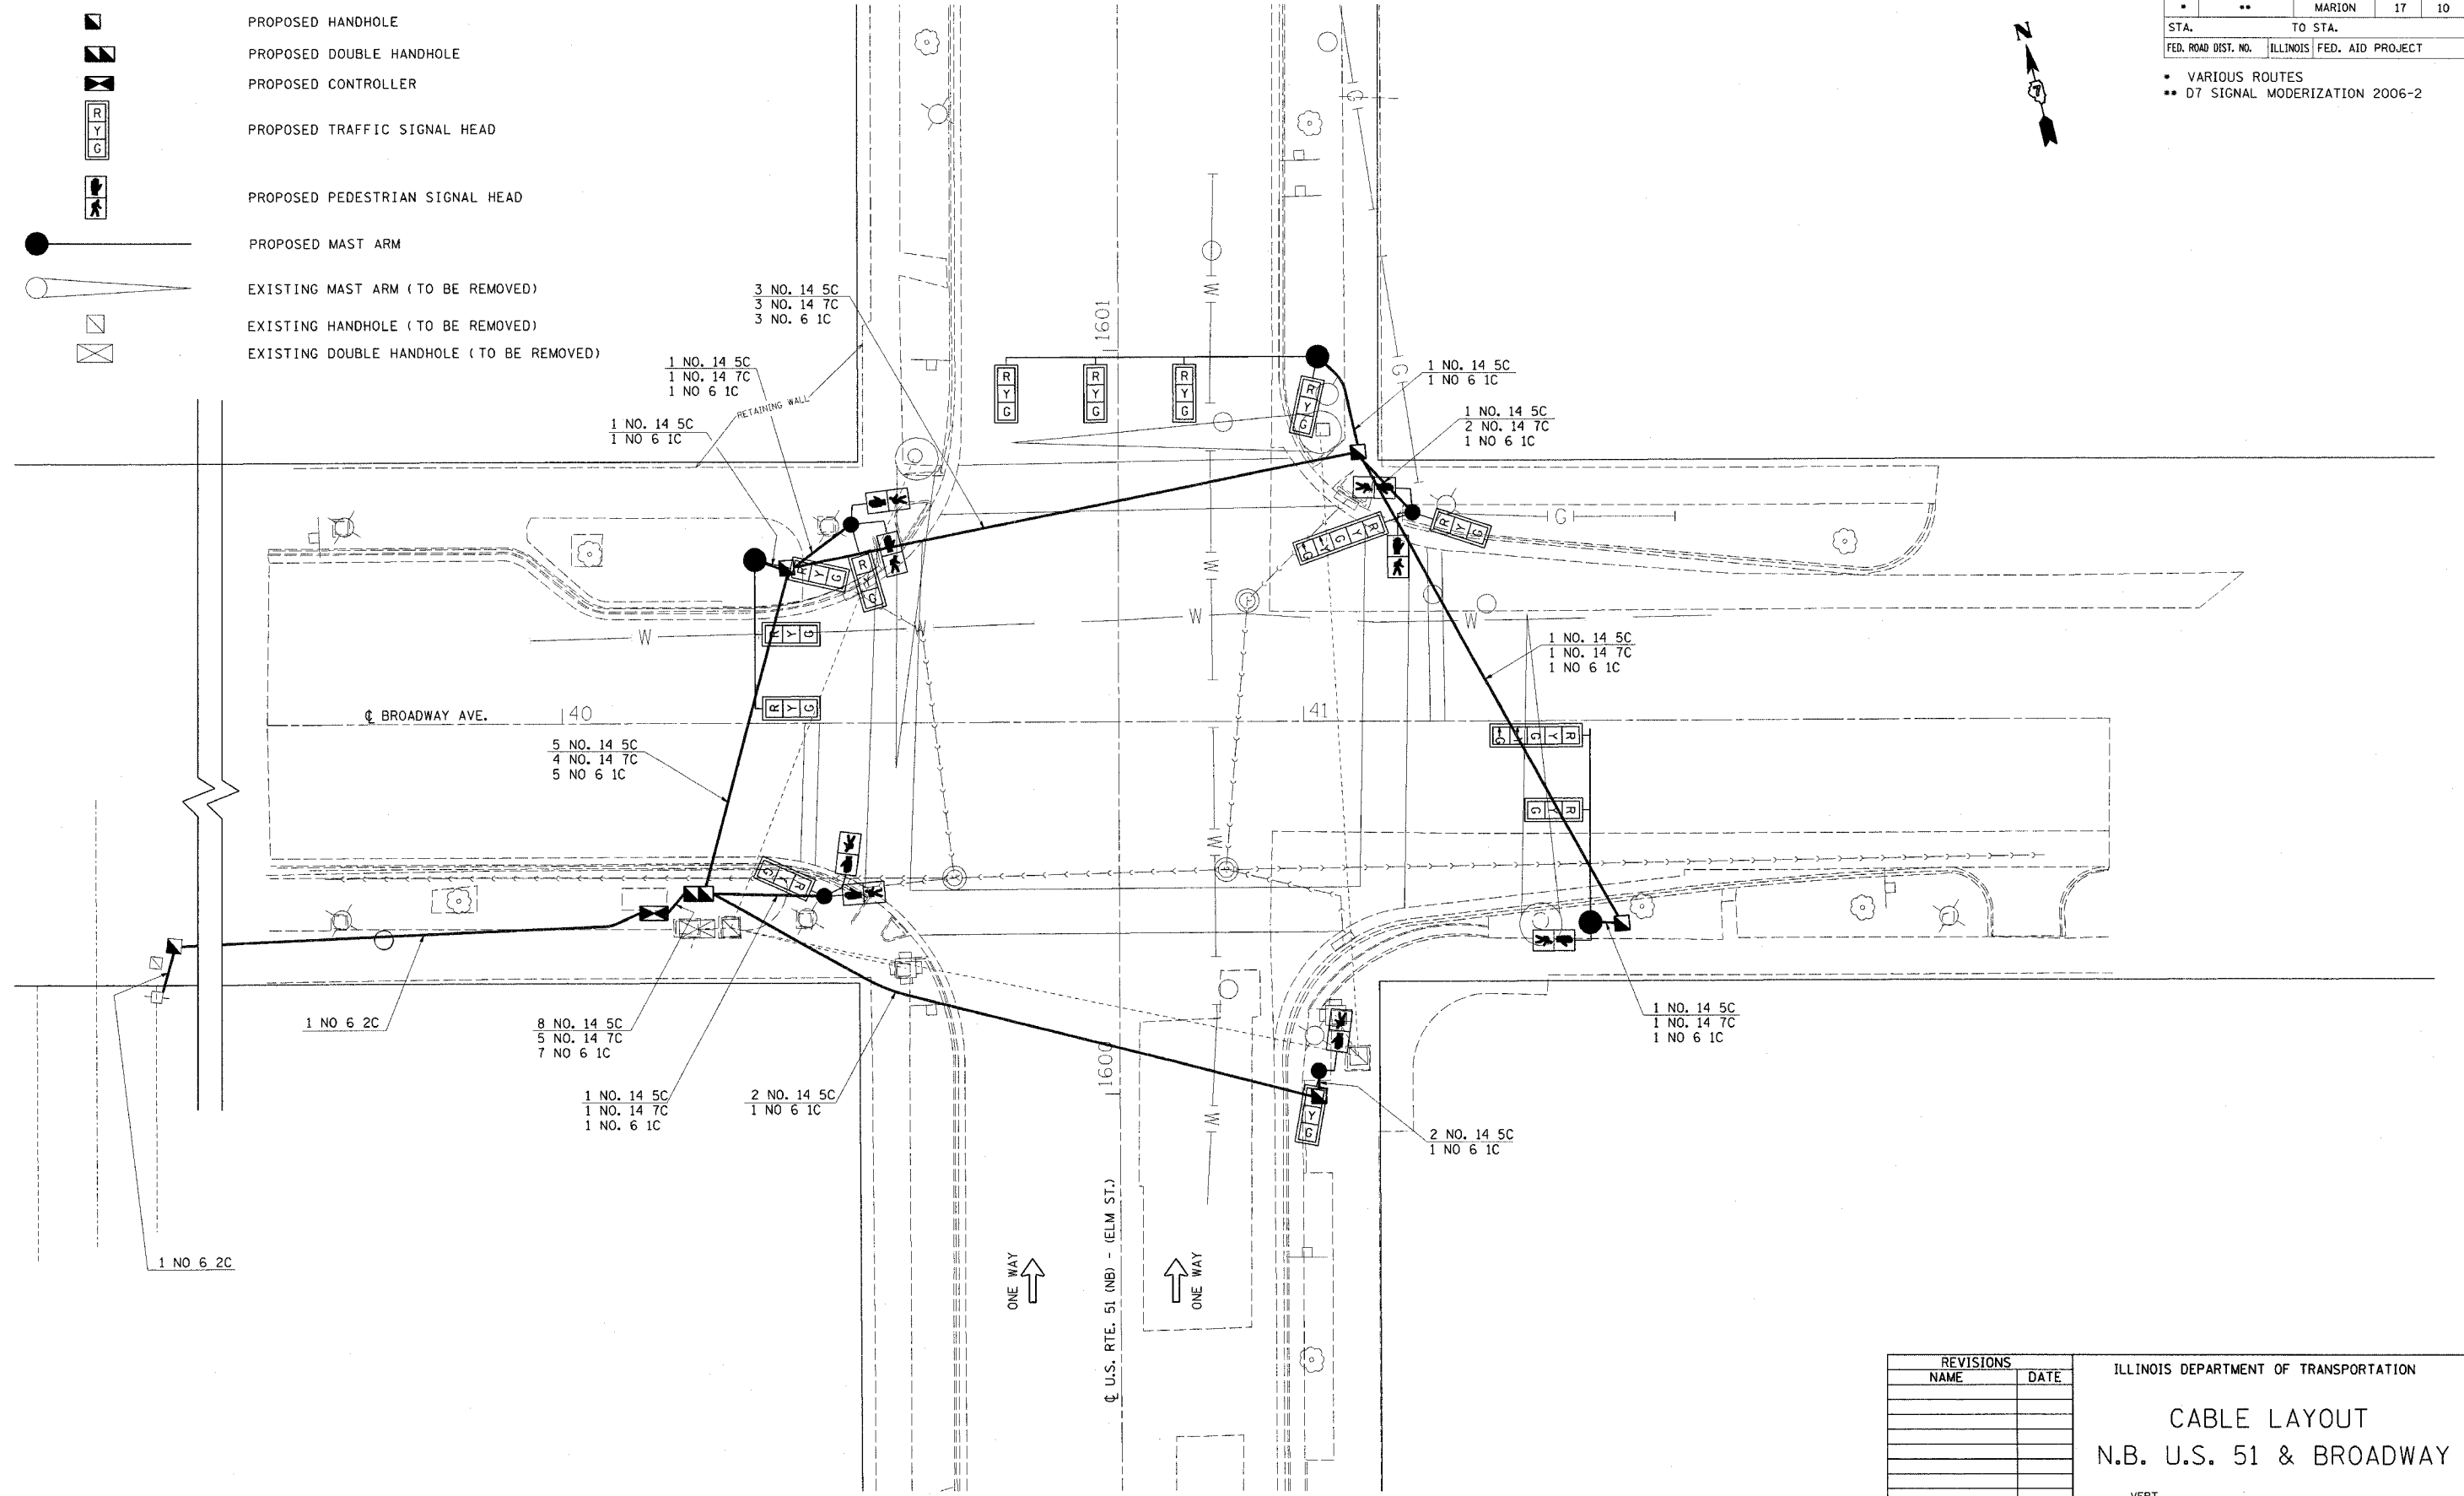 PROPOSED HANDHOLE
PROPOSED DOUBLE HANDHOLE
PROPOSED CONTROLLER
R
Y
G
PROPOSED TRAFFIC SIGNAL HEAD
PROPOSED PEDESTRIAN SIGNAL HEAD
PROPOSED MAST ARM
EXISTING MAST ARM (TO BE REMOVED)
EXISTING HANDHOLE (TO BE REMOVED)
EXISTING DOUBLE HANDHOLE (TO BE REMOVED)
* ** MARION 17 10
STA. TO STA.
FED. ROAD DIST. NO. ILLINOIS FED. AID PROJECT
* VARIOUS ROUTES
** D7 SIGNAL MODERIZATION 2006-2
N
7
3 NO. 14 5C
3 NO. 14 7C
3 NO. 6 1C
1 NO. 14 5C
1 NO. 14 7C
1 NO 6 1C
RETAINING WALL
1 NO. 14 5C
1 NO 6 1C
1601
R Y G
R Y G
R Y G
R Y G
1 NO. 14 5C
1 NO 6 1C
1 NO. 14 5C
2 NO. 14 7C
1 NO 6 1C
G
G
G
W
W
R Y G
R Y G
R Y G Y G
R Y G
W
W
W
R Y G
R Y G
1 NO. 14 5C
1 NO. 14 7C
1 NO 6 1C
℄ BROADWAY AVE.
40
41
5 NO. 14 5C
4 NO. 14 7C
5 NO 6 1C
R Y G Y G
R Y G
W
R Y G
1 NO 6 2C
8 NO. 14 5C
5 NO. 14 7C
7 NO 6 1C
1 NO. 14 5C
1 NO. 14 7C
1 NO 6 1C
1600
1 NO. 14 5C
1 NO. 14 7C
1 NO. 6 1C
2 NO. 14 5C
1 NO 6 1C
W
Y
G
2 NO. 14 5C
1 NO 6 1C
1 NO 6 2C
ONE WAY
℄ U.S. RTE. 51 (NB) - (ELM ST.)
ONE WAY
REVISIONS
NAME DATE
ILLINOIS DEPARTMENT OF TRANSPORTATION
CABLE LAYOUT
N.B. U.S. 51 & BROADWAY
VERT.